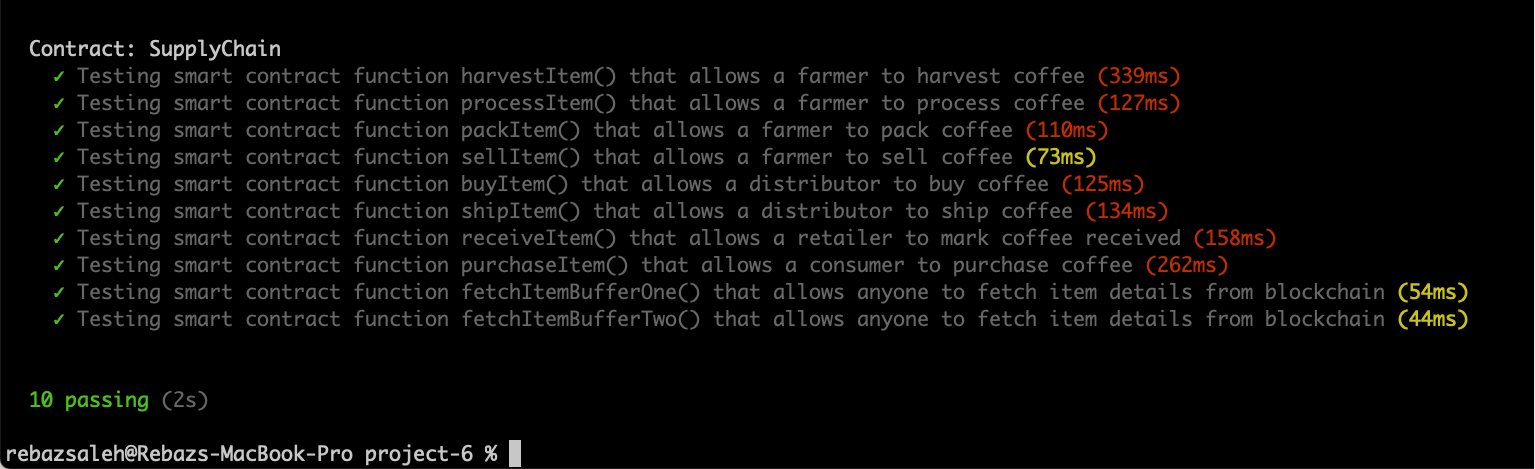 Contract: SupplyChain
✓ Testing smart contract function harvestItem() that allows a farmer to harvest coffee (339ms)
✓ Testing smart contract function processItem() that allows a farmer to process coffee (127ms)
✓ Testing smart contract function packItem() that allows a farmer to pack coffee (110ms)
✓ Testing smart contract function sellItem() that allows a farmer to sell coffee (73ms)
✓ Testing smart contract function buyItem() that allows a distributor to buy coffee (125ms)
✓ Testing smart contract function shipItem() that allows a distributor to ship coffee (134ms)
✓ Testing smart contract function receiveItem() that allows a retailer to mark coffee received (158ms)
✓ Testing smart contract function purchaseItem() that allows a consumer to purchase coffee (262ms)
✓ Testing smart contract function fetchItemBufferOne() that allows anyone to fetch item details from blockchain (54ms)
✓ Testing smart contract function fetchItemBufferTwo() that allows anyone to fetch item details from blockchain (44ms)
10 passing (2s)
rebazsaleh@Rebazs-MacBook-Pro project-6 %